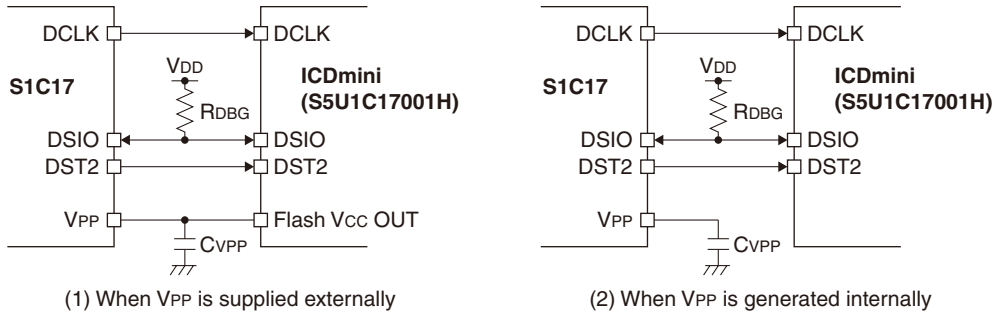 DCLK DCLK
VDD
S1C17 ICDmini
(S5U1C17001H)
RDBG
DSIO DSIO
DST2 DST2
VPP Flash VCC OUT
CVPP
(1) When VPP is supplied externally
DCLK DCLK
VDD
S1C17 ICDmini
(S5U1C17001H)
RDBG
DSIO DSIO
DST2 DST2
VPP
CVPP
(2) When VPP is generated internally